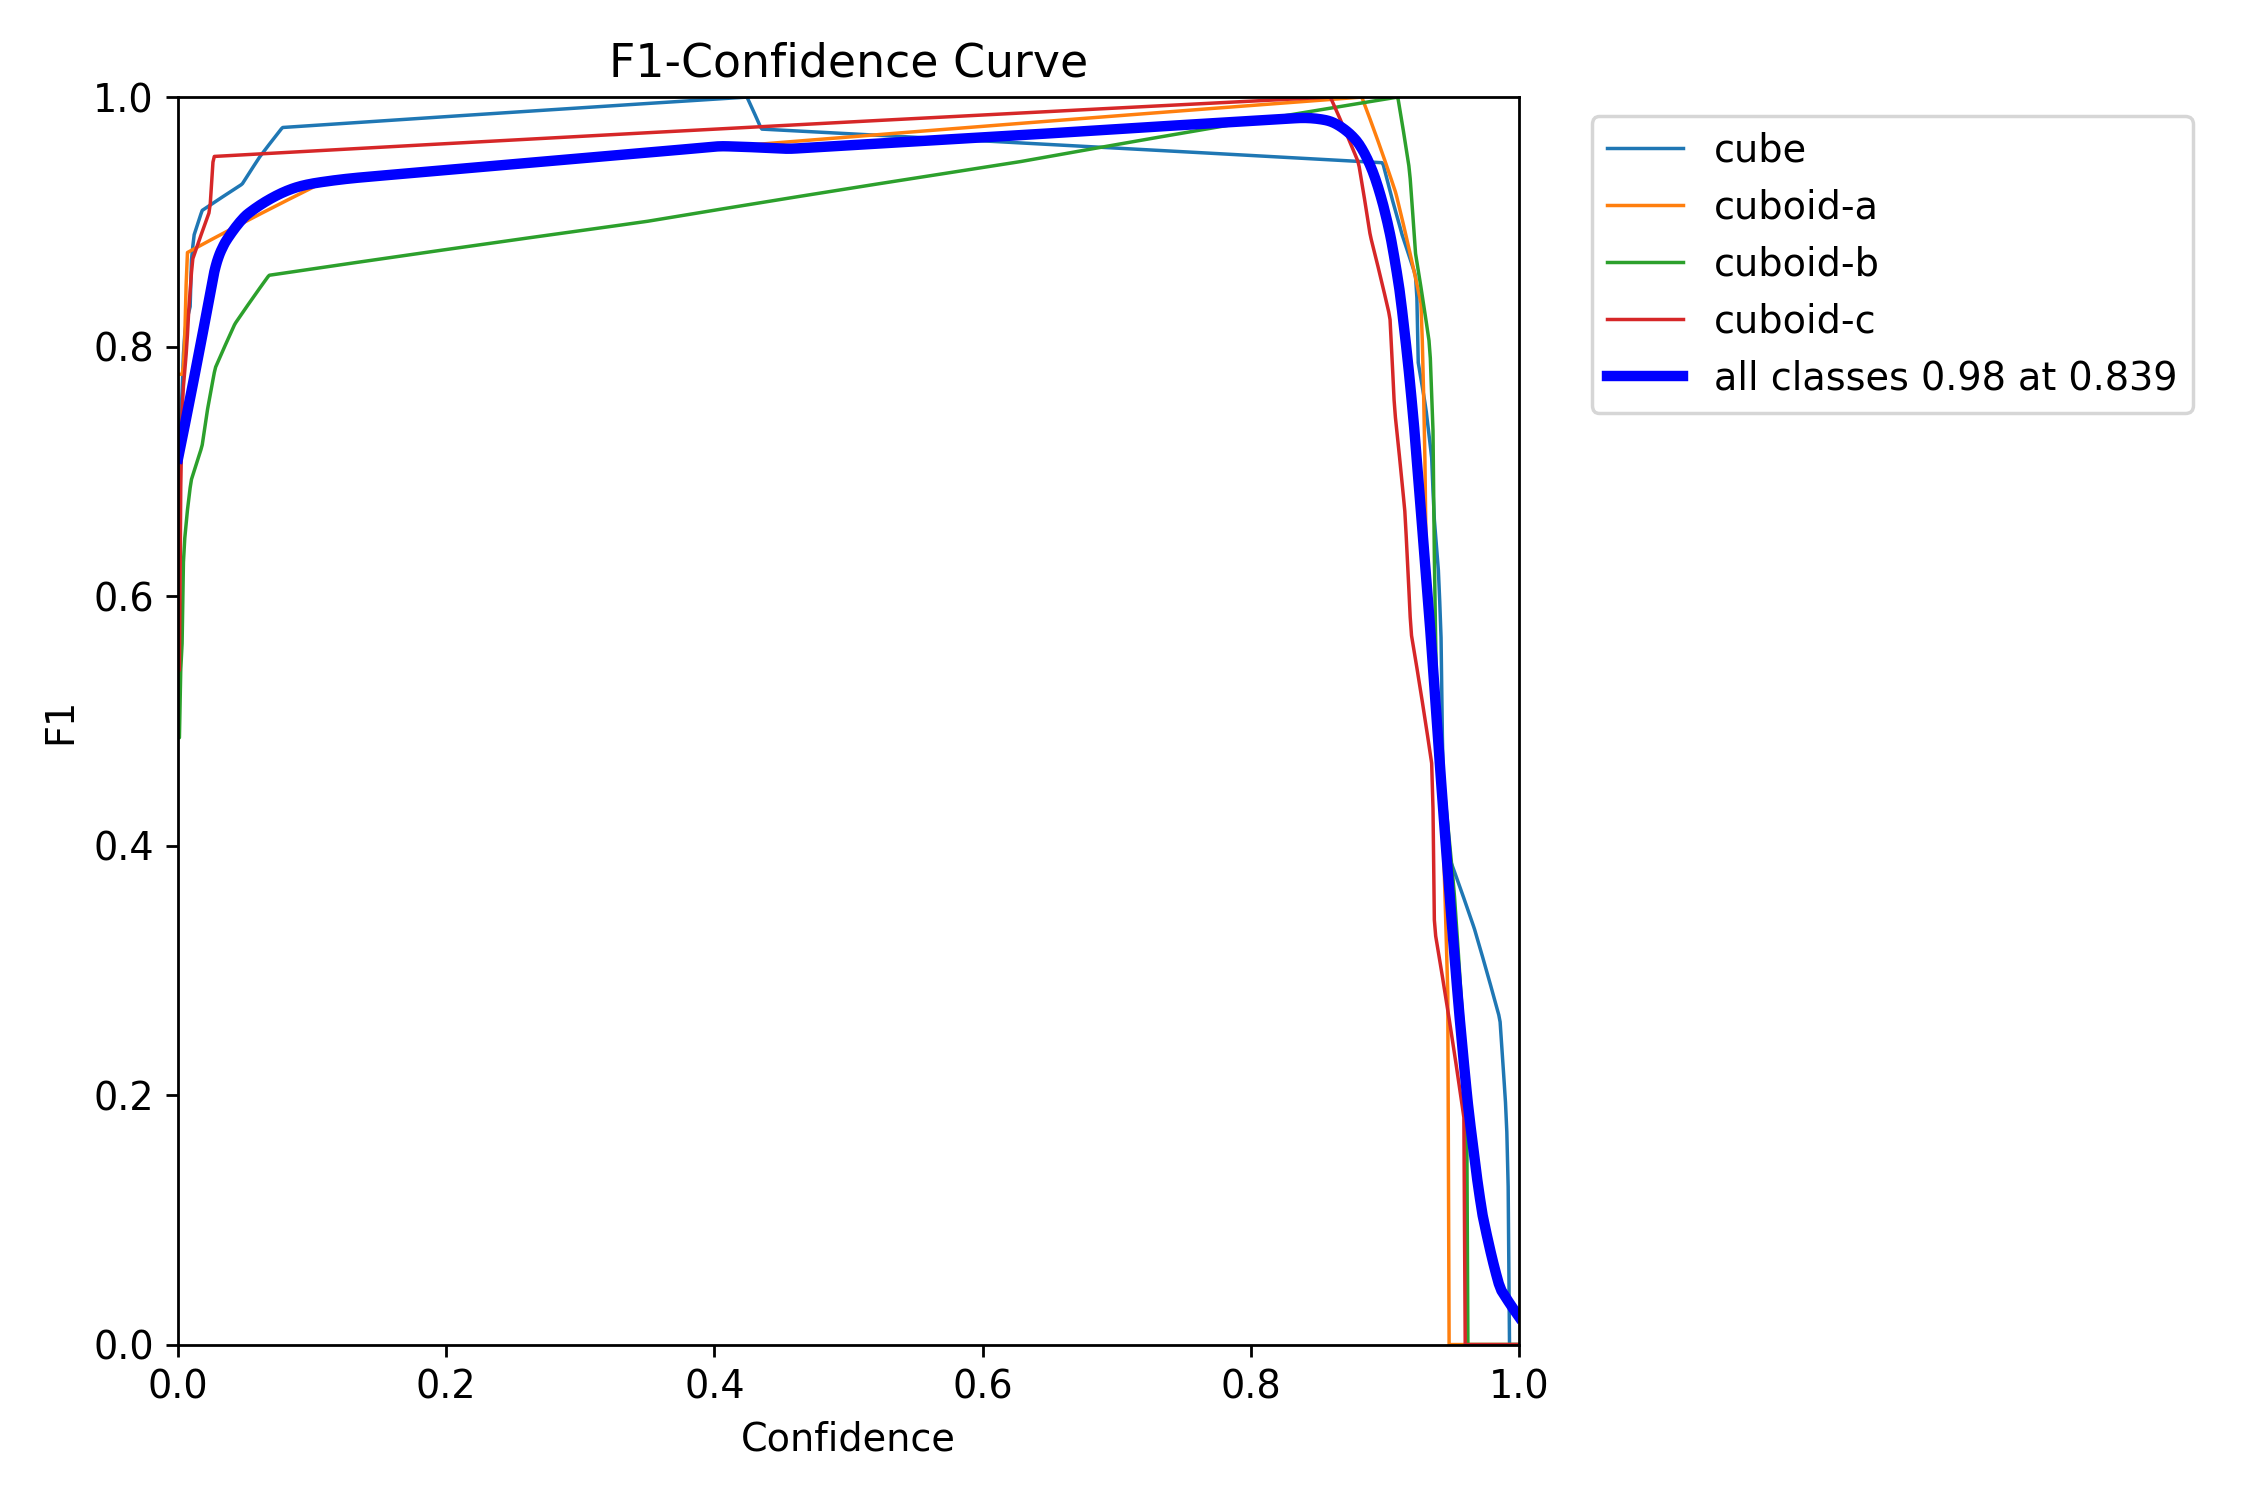 F1-Confidence Curve
1.0
0.8
0.6
0.4
0.2
0.0
F1
0.0 0.2 0.4 0.6 0.8 1.0
Confidence
cube
cuboid-a
cuboid-b
cuboid-c
all classes 0.98 at 0.839